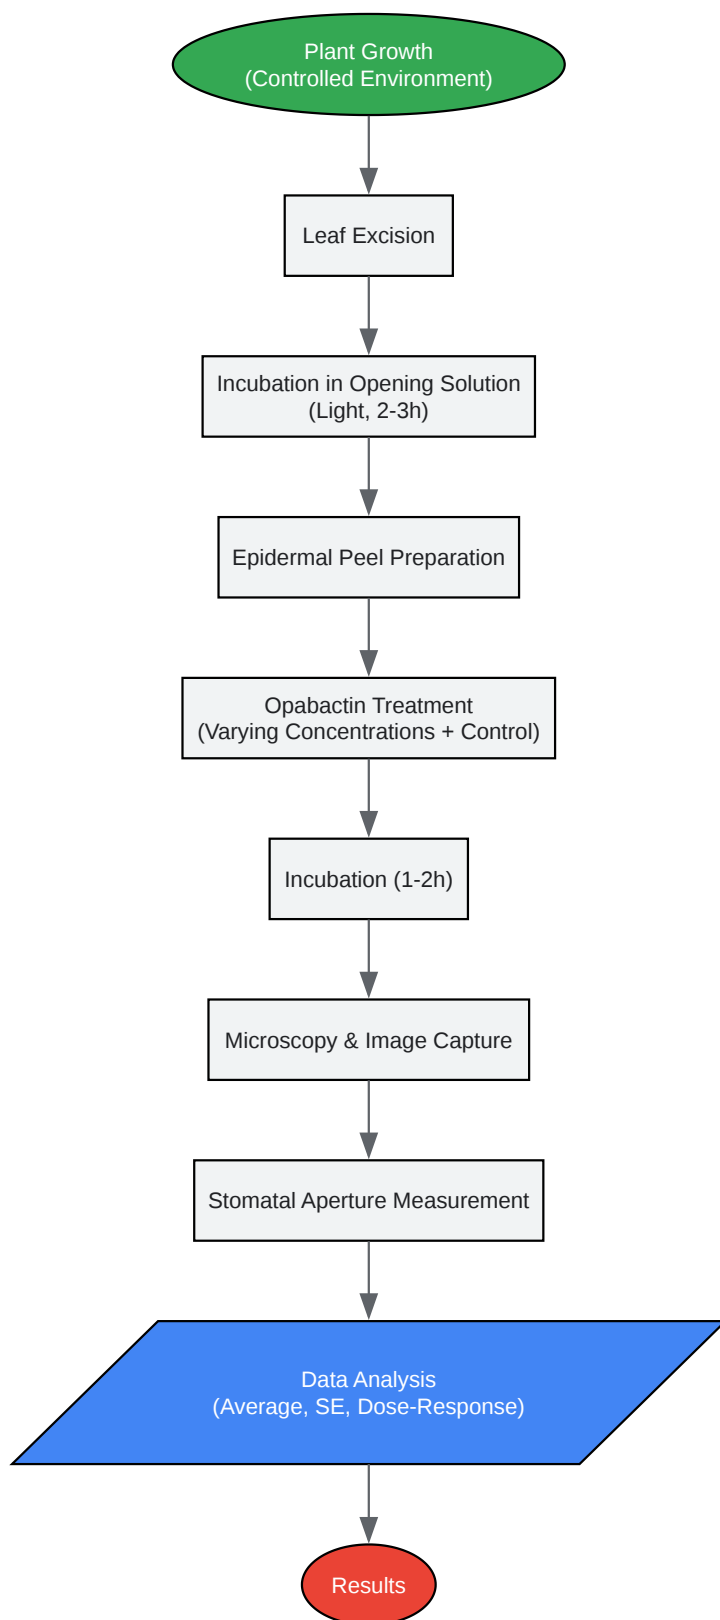 Plant Growth
(Controlled Environment)
Leaf Excision
Incubation in Opening Solution
(Light, 2-3h)
Epidermal Peel Preparation
Opabactin Treatment
(Varying Concentrations + Control)
Incubation (1-2h)
Microscopy & Image Capture
Stomatal Aperture Measurement
Data Analysis
(Average, SE, Dose-Response)
Results